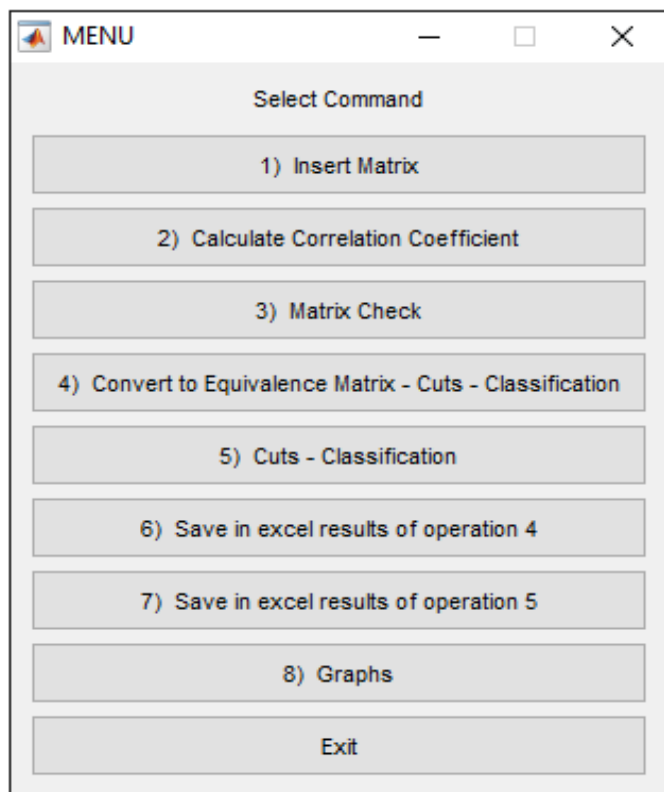 MENU
Select Command
1) Insert Matrix
2) Calculate Correlation Coefficient
3) Matrix Check
4) Convert to Equivalence Matrix - Cuts - Classification
5) Cuts - Classification
6) Save in excel results of operation 4
7) Save in excel results of operation 5
8) Graphs
Exit